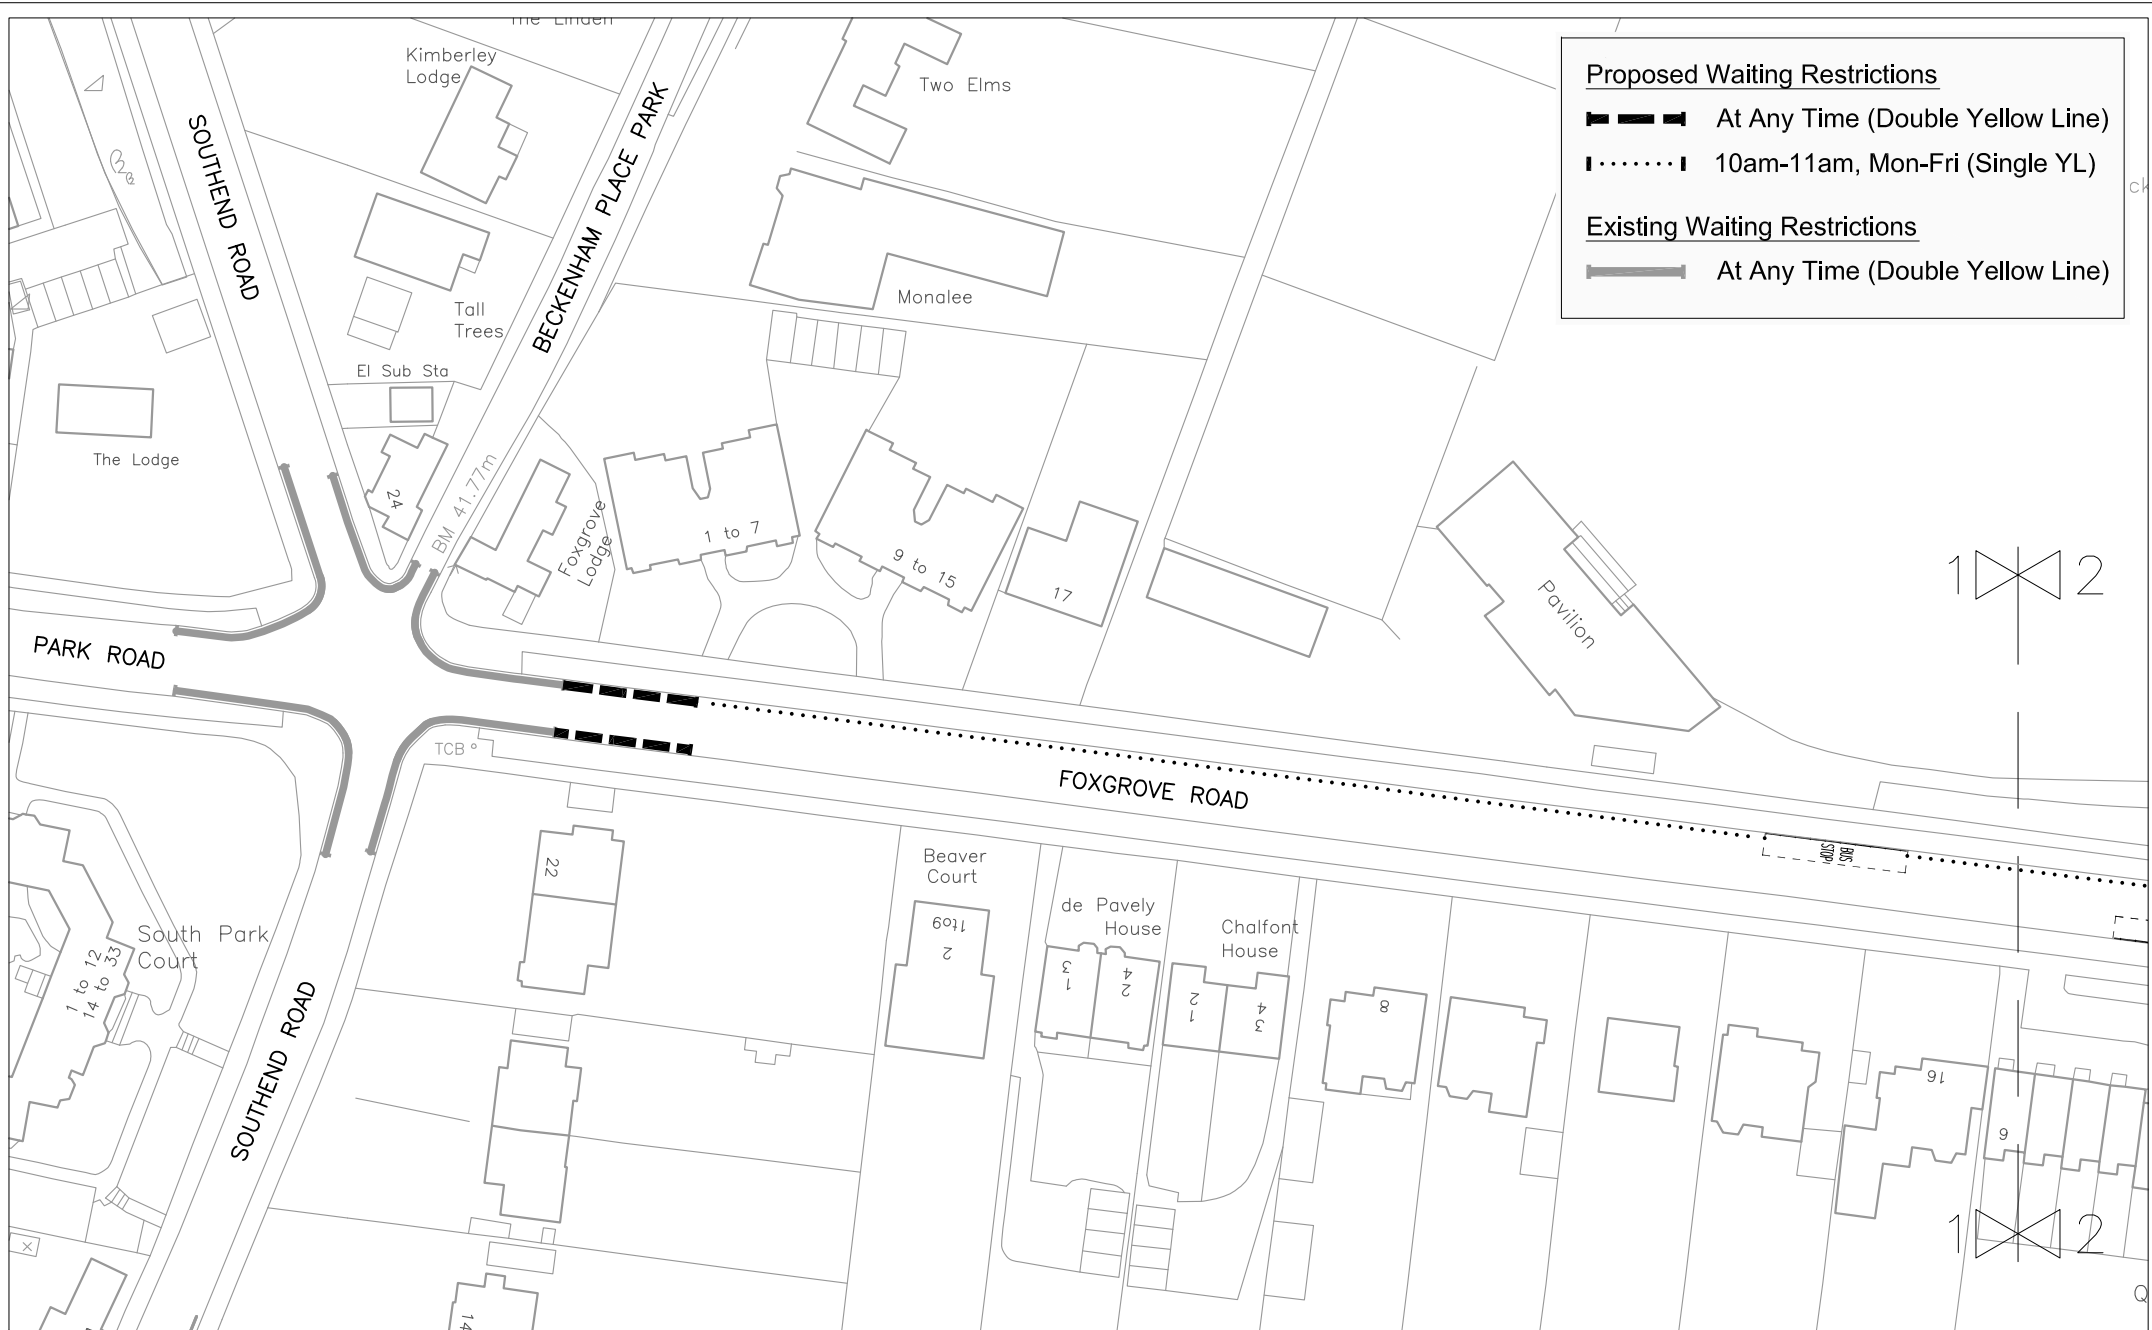 The Linden
Kimberley
Lodge
Two Elms
Proposed Waiting Restrictions
At Any Time (Double Yellow Line)
10am-11am, Mon-Fri (Single YL)
Existing Waiting Restrictions
At Any Time (Double Yellow Line)
ck
SOUTHEND ROAD
BECKENHAM PLACE PARK
Tall
Trees
Monalee
El Sub Sta
The Lodge
24
BM 41.77m
Foxgrove
Lodge
1 to 7
9 to 15
17
Pavilion
1 2
PARK ROAD
TCB
FOXGROVE ROAD
BUS
STOP
22
Beaver
Court
1to9
2
de Pavely
House
1 3
2 4
Chalfont
House
1 2
3 4
8
16
9
South Park
Court
1 to 12
14 to 33
SOUTHEND ROAD
14
1 2
Q